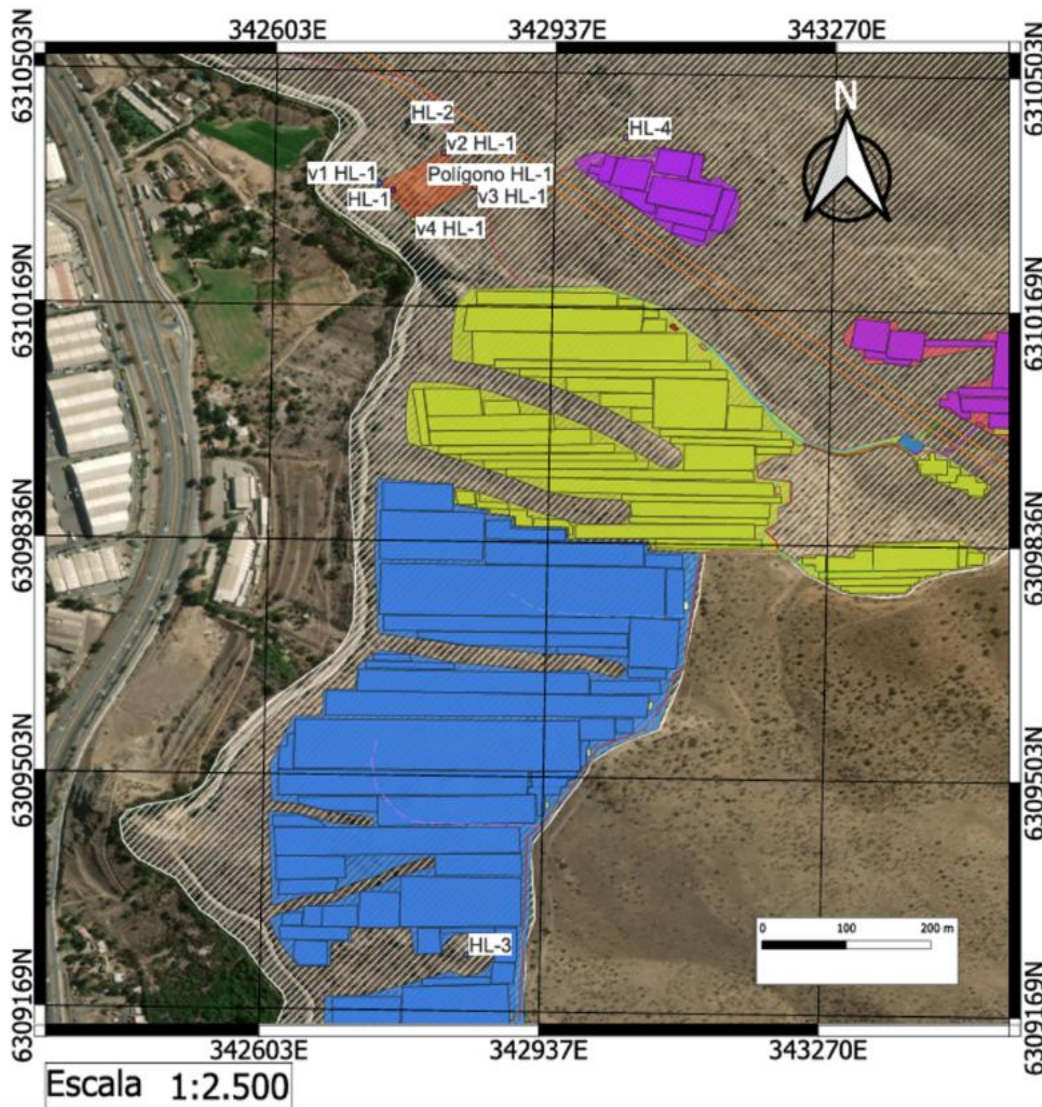 342603E 342937E 343270E
6310503N 6310503N
N
HL-2
HL-4
v2 HL-1
v1 HL-1
Polígono HL-1
HL-1
v3 HL-1
v4 HL-1
6310169N 6310169N
6309836N 6309836N
6309503N 6309503N
0 100 200 m
HL-3
6309169N 6309169N
342603E 342937E 343270E
Escala 1:2.500